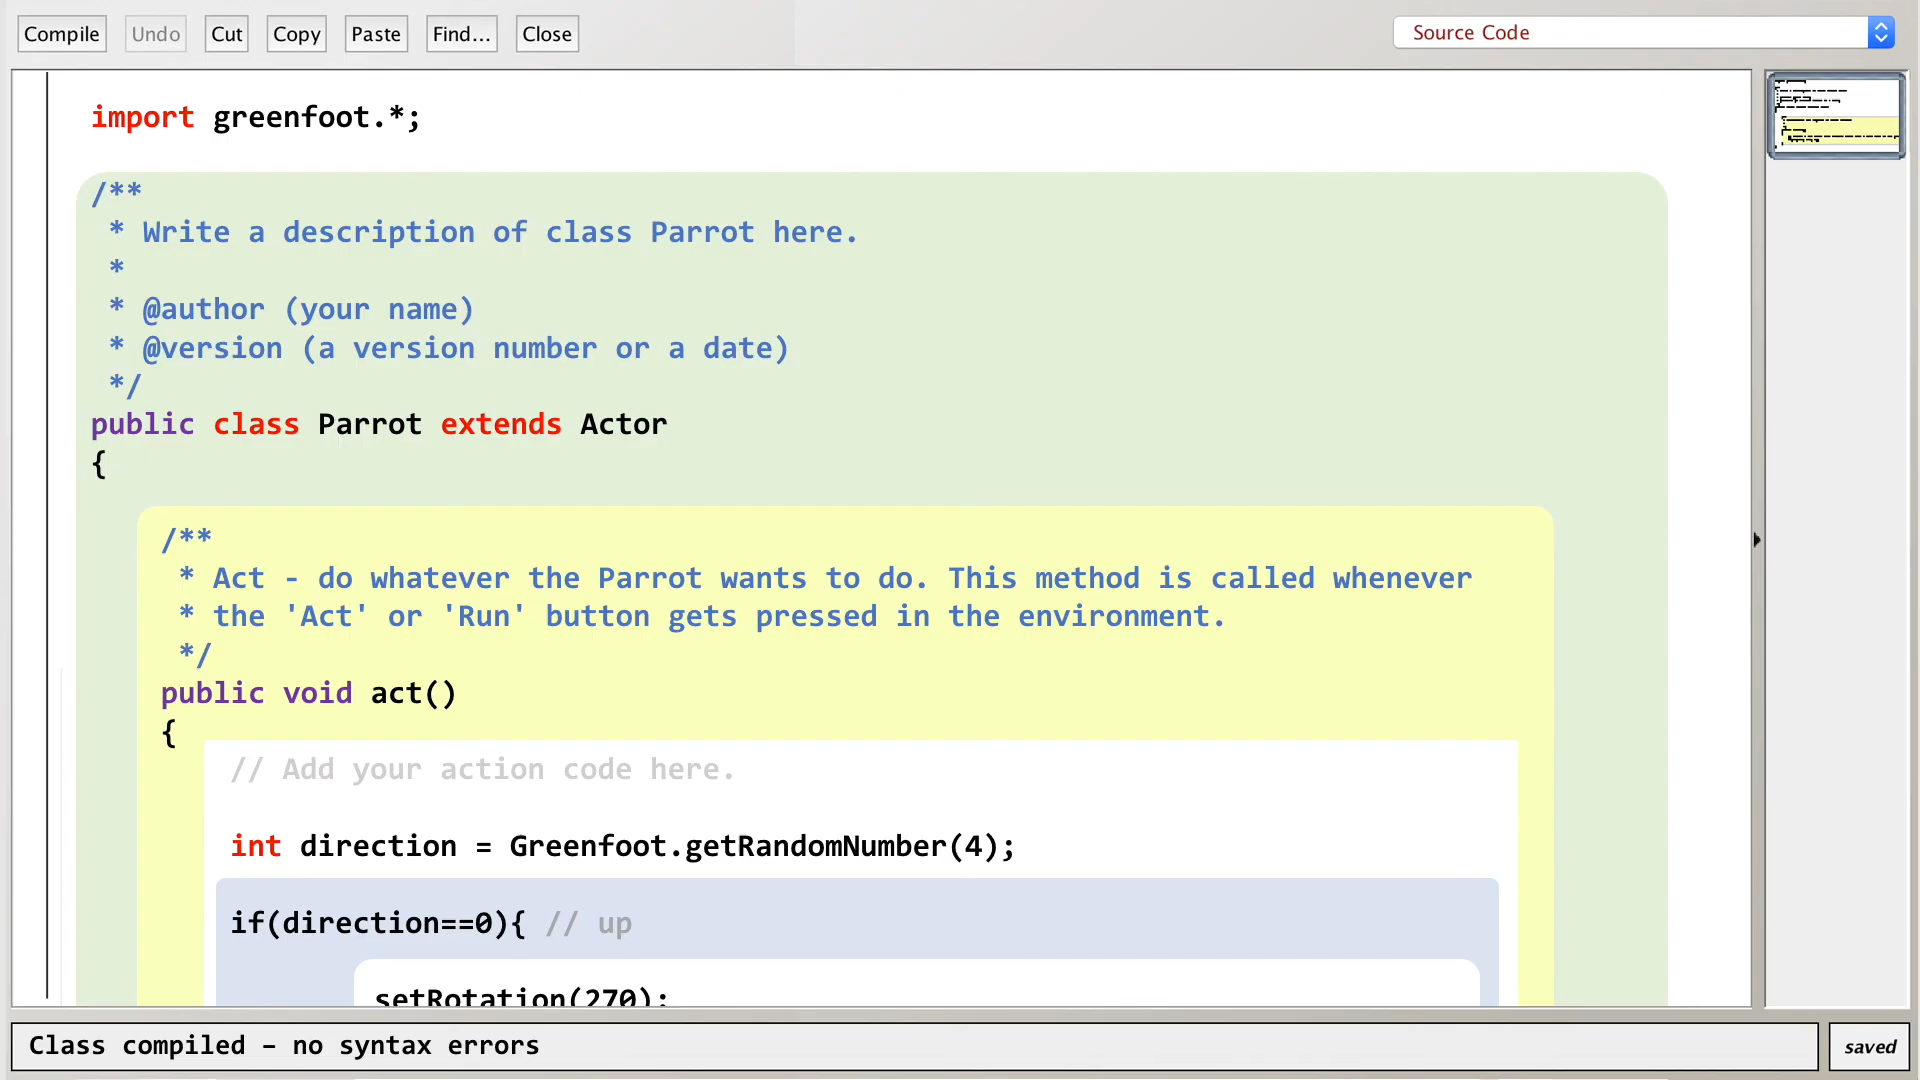 Compile Undo Cut Copy Paste Find... Close Source Code
import greenfoot.*;
/**
* Write a description of class Parrot here.
*
* @author (your name)
* @version (a version number or a date)
*/
public class Parrot extends Actor
{
/**
* Act - do whatever the Parrot wants to do. This method is called whenever
* the 'Act' or 'Run' button gets pressed in the environment.
*/
public void act()
{
// Add your action code here.
int direction = Greenfoot.getRandomNumber(4);
if(direction==0){ // up
setRotation(270);
Class compiled – no syntax errors
saved